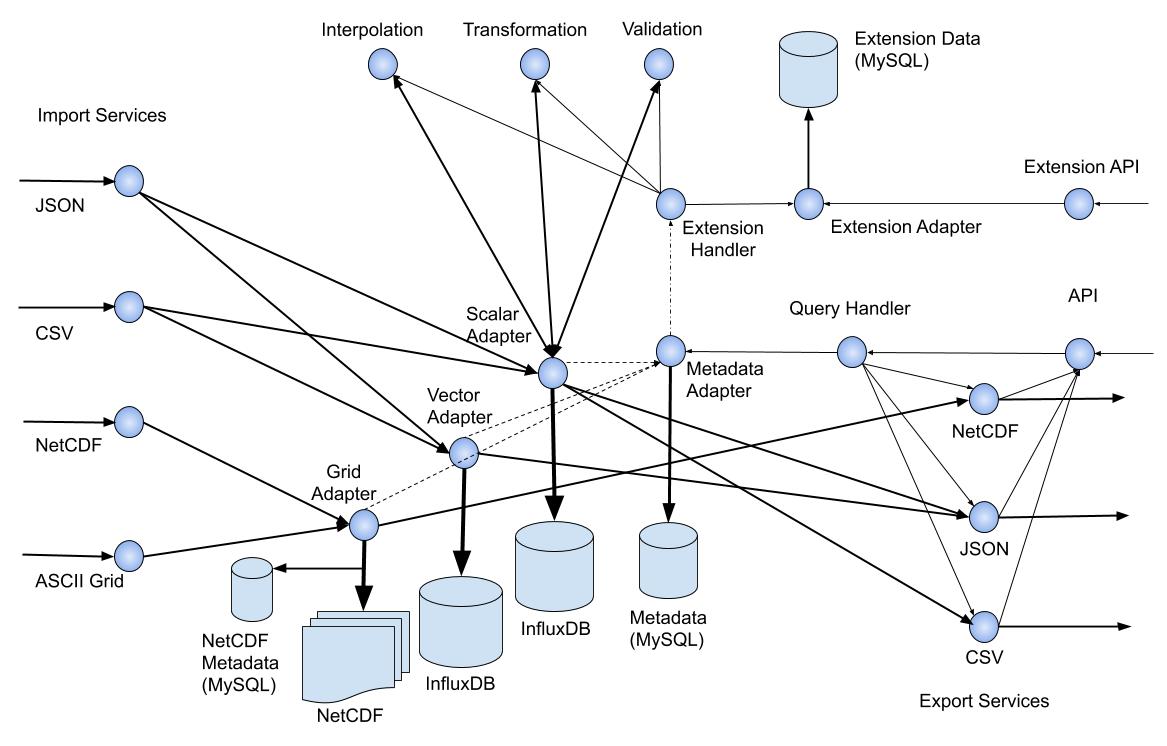 Interpolation
Transformation
Validation
Extension Data
(MySQL)
Import Services
Extension API
JSON
Extension
Handler
Extension Adapter
API
Query Handler
Scalar
Adapter
CSV
Metadata
Adapter
Vector
Adapter
NetCDF
NetCDF
Grid
Adapter
JSON
ASCII Grid
Metadata
(MySQL)
InfluxDB
NetCDF
Metadata
(MySQL)
CSV
InfluxDB
Export Services
NetCDF